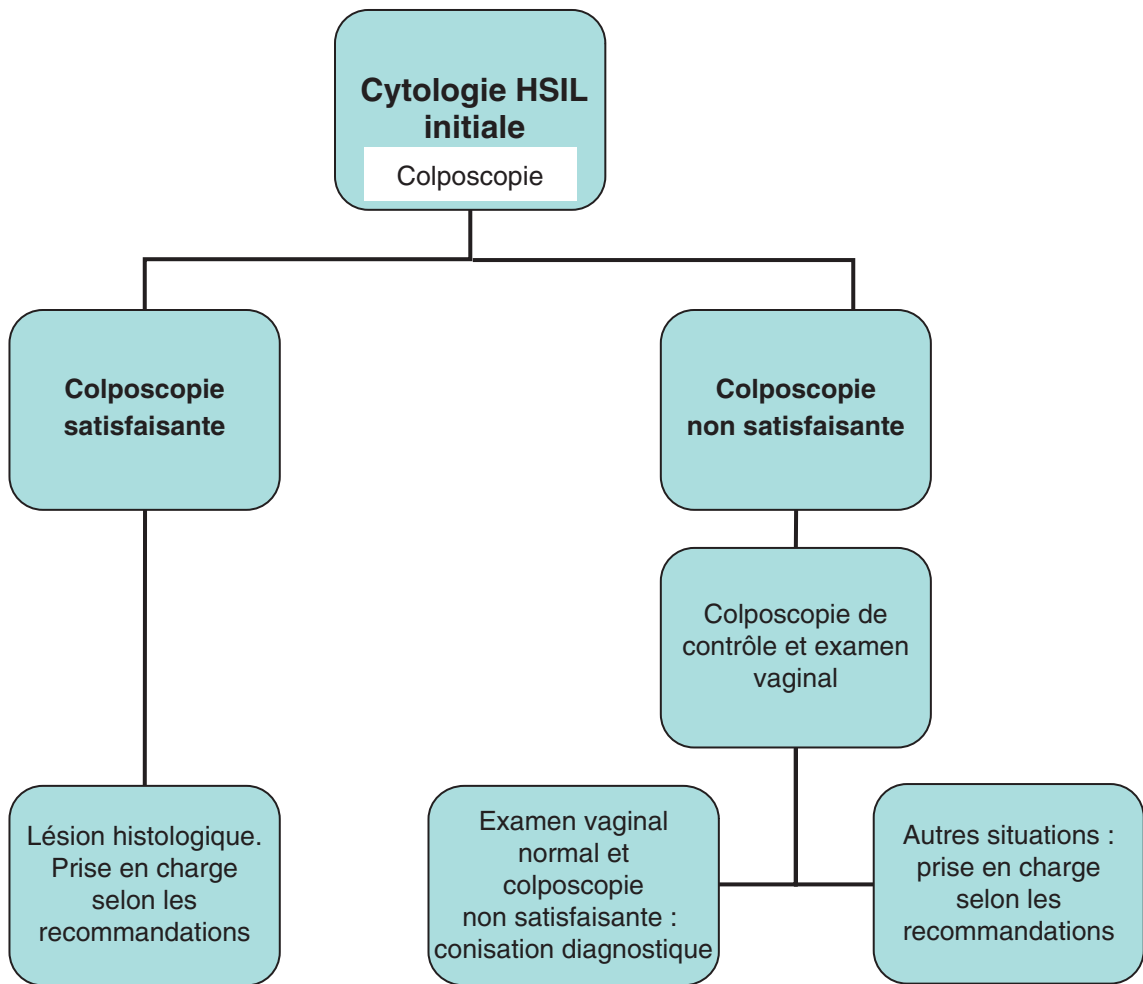 Cytologie HSIL
initiale
Colposcopie
Colposcopie
satisfaisante
Colposcopie
non satisfaisante
Colposcopie de
contrôle et examen
vaginal
Lésion histologique.
Prise en charge
selon les
recommandations
Examen vaginal
normal et
colposcopie
non satisfaisante :
conisation diagnostique
Autres situations :
prise en charge
selon les
recommandations